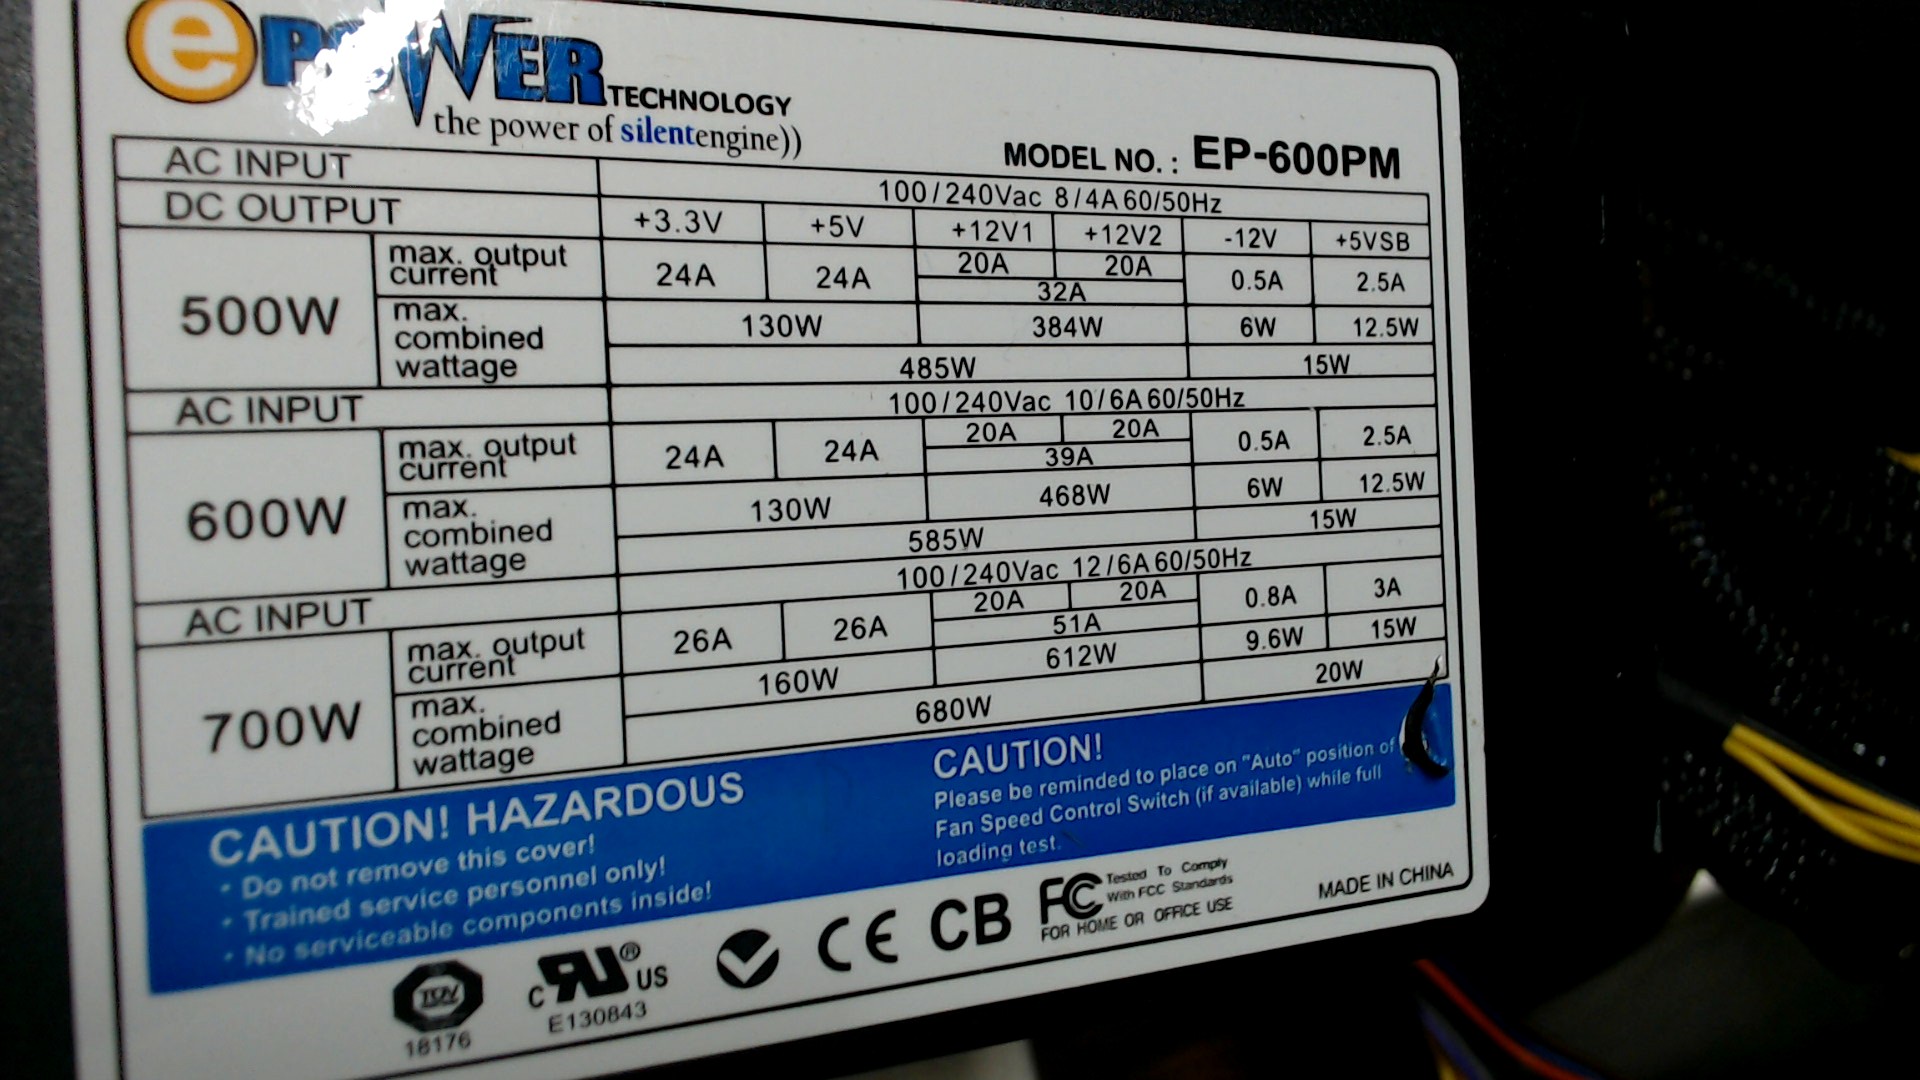 ePOWER TECHNOLOGY
the power of silentengine))
MODEL NO. : EP-600PM
AC INPUT 100/240Vac 8/4A 60/50Hz
DC OUTPUT +3.3V +5V +12V1 +12V2 -12V +5VSB
500W max. output current 24A 24A 20A 20A 0.5A 2.5A
32A
max. combined wattage 130W 384W 6W 12.5W
485W 15W
AC INPUT 100/240Vac 10/6A 60/50Hz
600W max. output current 24A 24A 20A 20A 0.5A 2.5A
39A
max. combined wattage 130W 468W 6W 12.5W
585W 15W
AC INPUT 100/240Vac 12/6A 60/50Hz
700W max. output current 26A 26A 20A 20A 0.8A 3A
51A
max. combined wattage 160W 612W 9.6W 15W
680W 20W
CAUTION! HAZARDOUS
· Do not remove this cover!
· Trained service personnel only!
· No serviceable components inside!
CAUTION!
Please be reminded to place on "Auto" position of
Fan Speed Control Switch (if available) while full
loading test.
TÜV
18176
c RU ® US
E130843
CE
CB
FC Tested To Comply
With FCC Standards
FOR HOME OR OFFICE USE
MADE IN CHINA